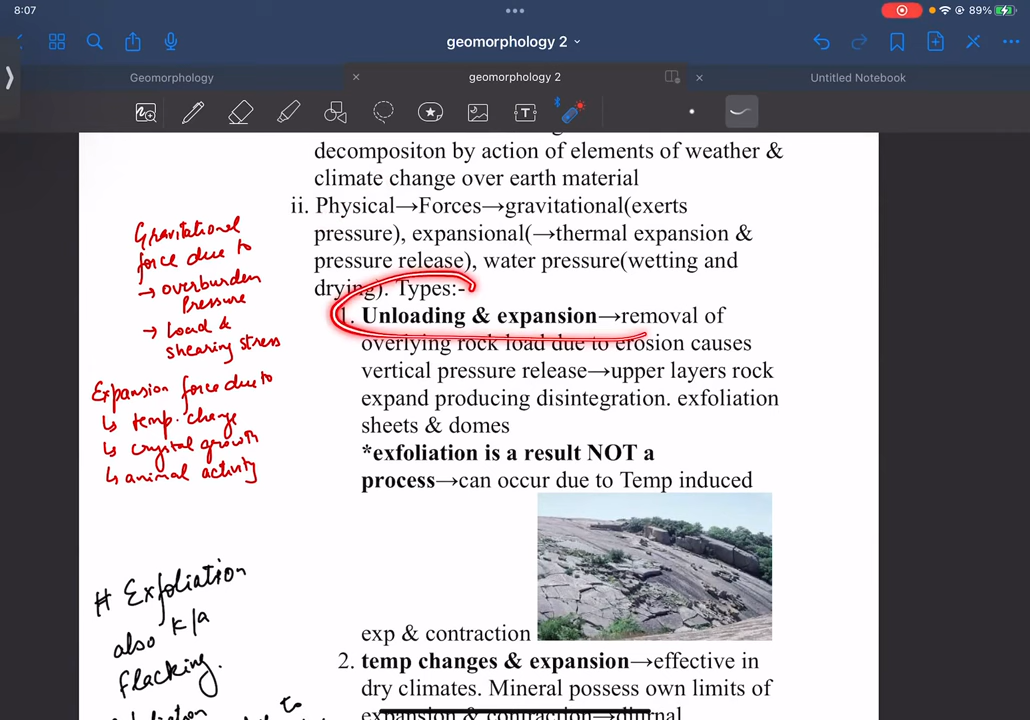 8:07
89%
geomorphology 2
Geomorphology
geomorphology 2
Untitled Notebook
decompositon by action of elements of weather &
climate change over earth material
ii. Physical→Forces→gravitational(exerts
pressure), expansional(→thermal expansion &
pressure release), water pressure(wetting and
drying). Types:-
1. Unloading & expansion→removal of
overlying rock load due to erosion causes
vertical pressure release→upper layers rock
expand producing disintegration. exfoliation
sheets & domes
*exfoliation is a result NOT a
process→can occur due to Temp induced
exp & contraction
2. temp changes & expansion→effective in
dry climates. Mineral possess own limits of
expansion & contraction→diurnal
Gravitational
force due to
→ overburden
Pressure
→ Load &
shearing stress
Expansion force due to
↳ temp. change
↳ crystal growth
↳ animal activity
# Exfoliation
also k/a
flacking.
to